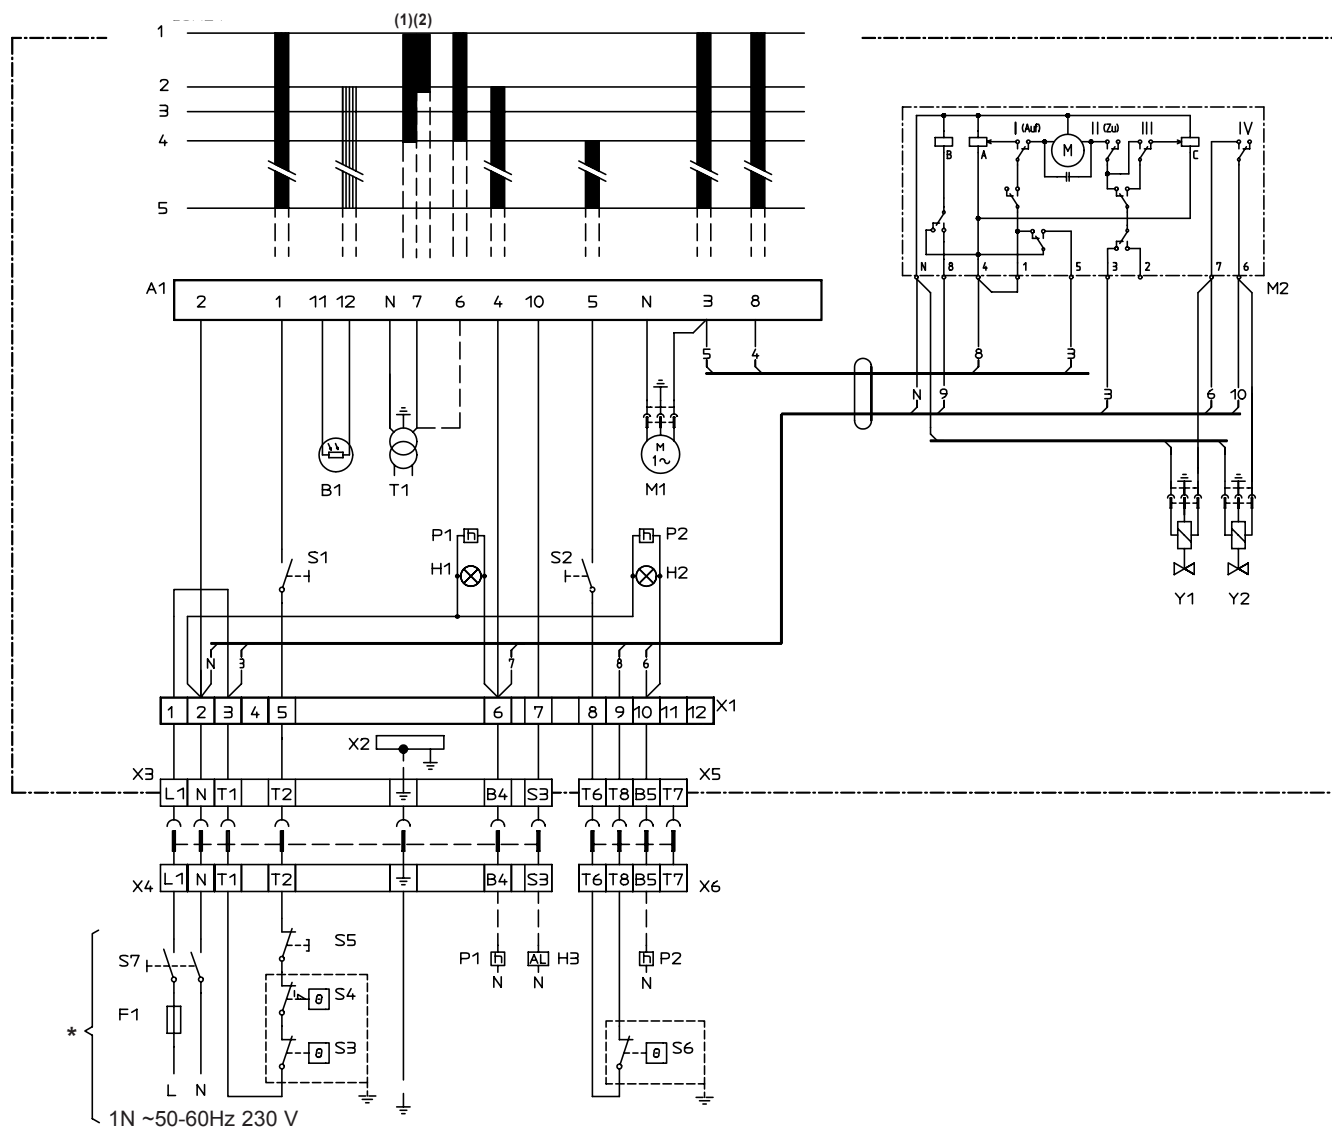 (1)(2)
1
2
3
4
5
I (Auf) II (Zu) III IV
B A M C
N 8 4 1 5 3 2 7 6
M2
A1
2 1 11 12 N 7 6 4 10 5 N 3 8
5 4 8 3
N 9 3 6 10
M
1~
B1 T1 M1
Y1 Y2
P1 h h P2
S1 H1 S2 H2
N 3 7 8 6
1 2 3 4 5 6 7 8 9 10 11 12 X1
X2
X3 L1 N T1 T2 B4 S3 T6 T8 B5 T7 X5
X4 L1 N T1 T2 B4 S3 T6 T8 B5 T7 X6
S5
S7 P1 h AL H3 h P2
N N N
θ S4
F1
*
θ S3 θ S6
L N
1N ~50-60Hz 230 V